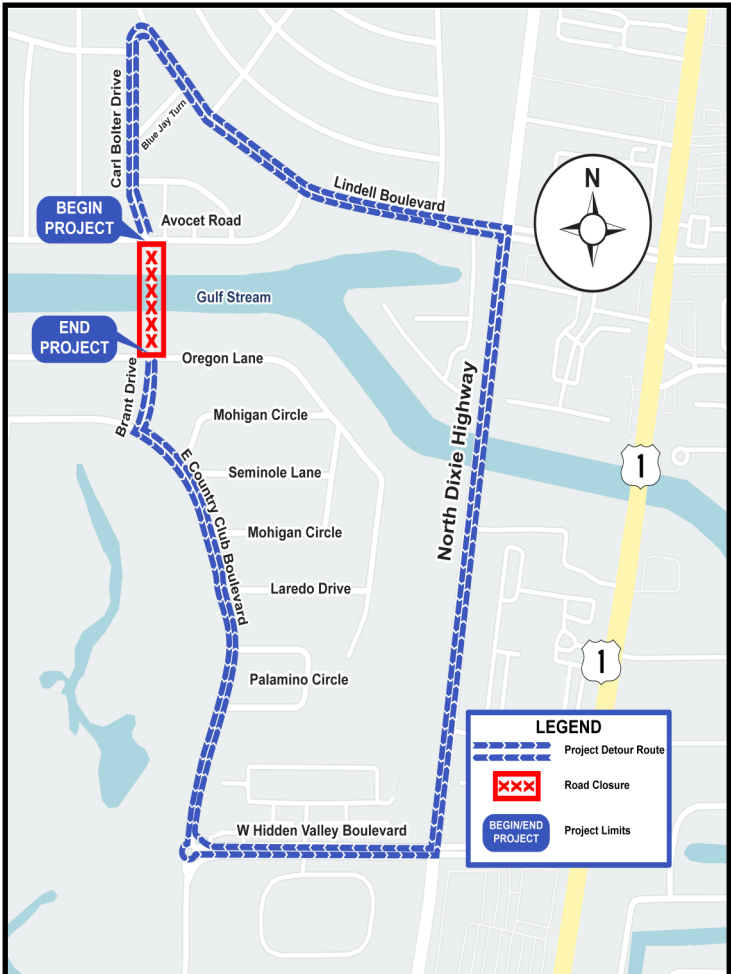 Carl Bolter Drive
Blue Jay Turn
Lindell Boulevard
N
BEGIN
PROJECT
Avocet Road
Gulf Stream
END
PROJECT
Oregon Lane
Brant Drive
Mohigan Circle
E Country Club Boulevard
Seminole Lane
North Dixie Highway
1
Mohigan Circle
Laredo Drive
1
Palamino Circle
LEGEND
Project Detour Route
XXX
Road Closure
BEGIN/END
PROJECT
Project Limits
W Hidden Valley Boulevard